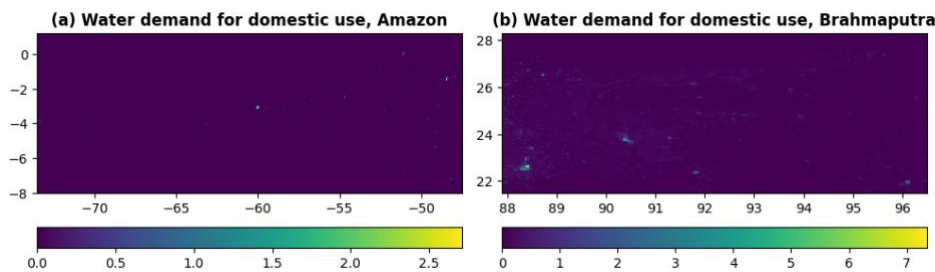 (a) Water demand for domestic use, Amazon
0
−2
−4
−6
−8
−70 −65 −60 −55 −50
0.0 0.5 1.0 1.5 2.0 2.5
(b) Water demand for domestic use, Brahmaputra
28
26
24
22
88 89 90 91 92 93 94 95 96
0 1 2 3 4 5 6 7